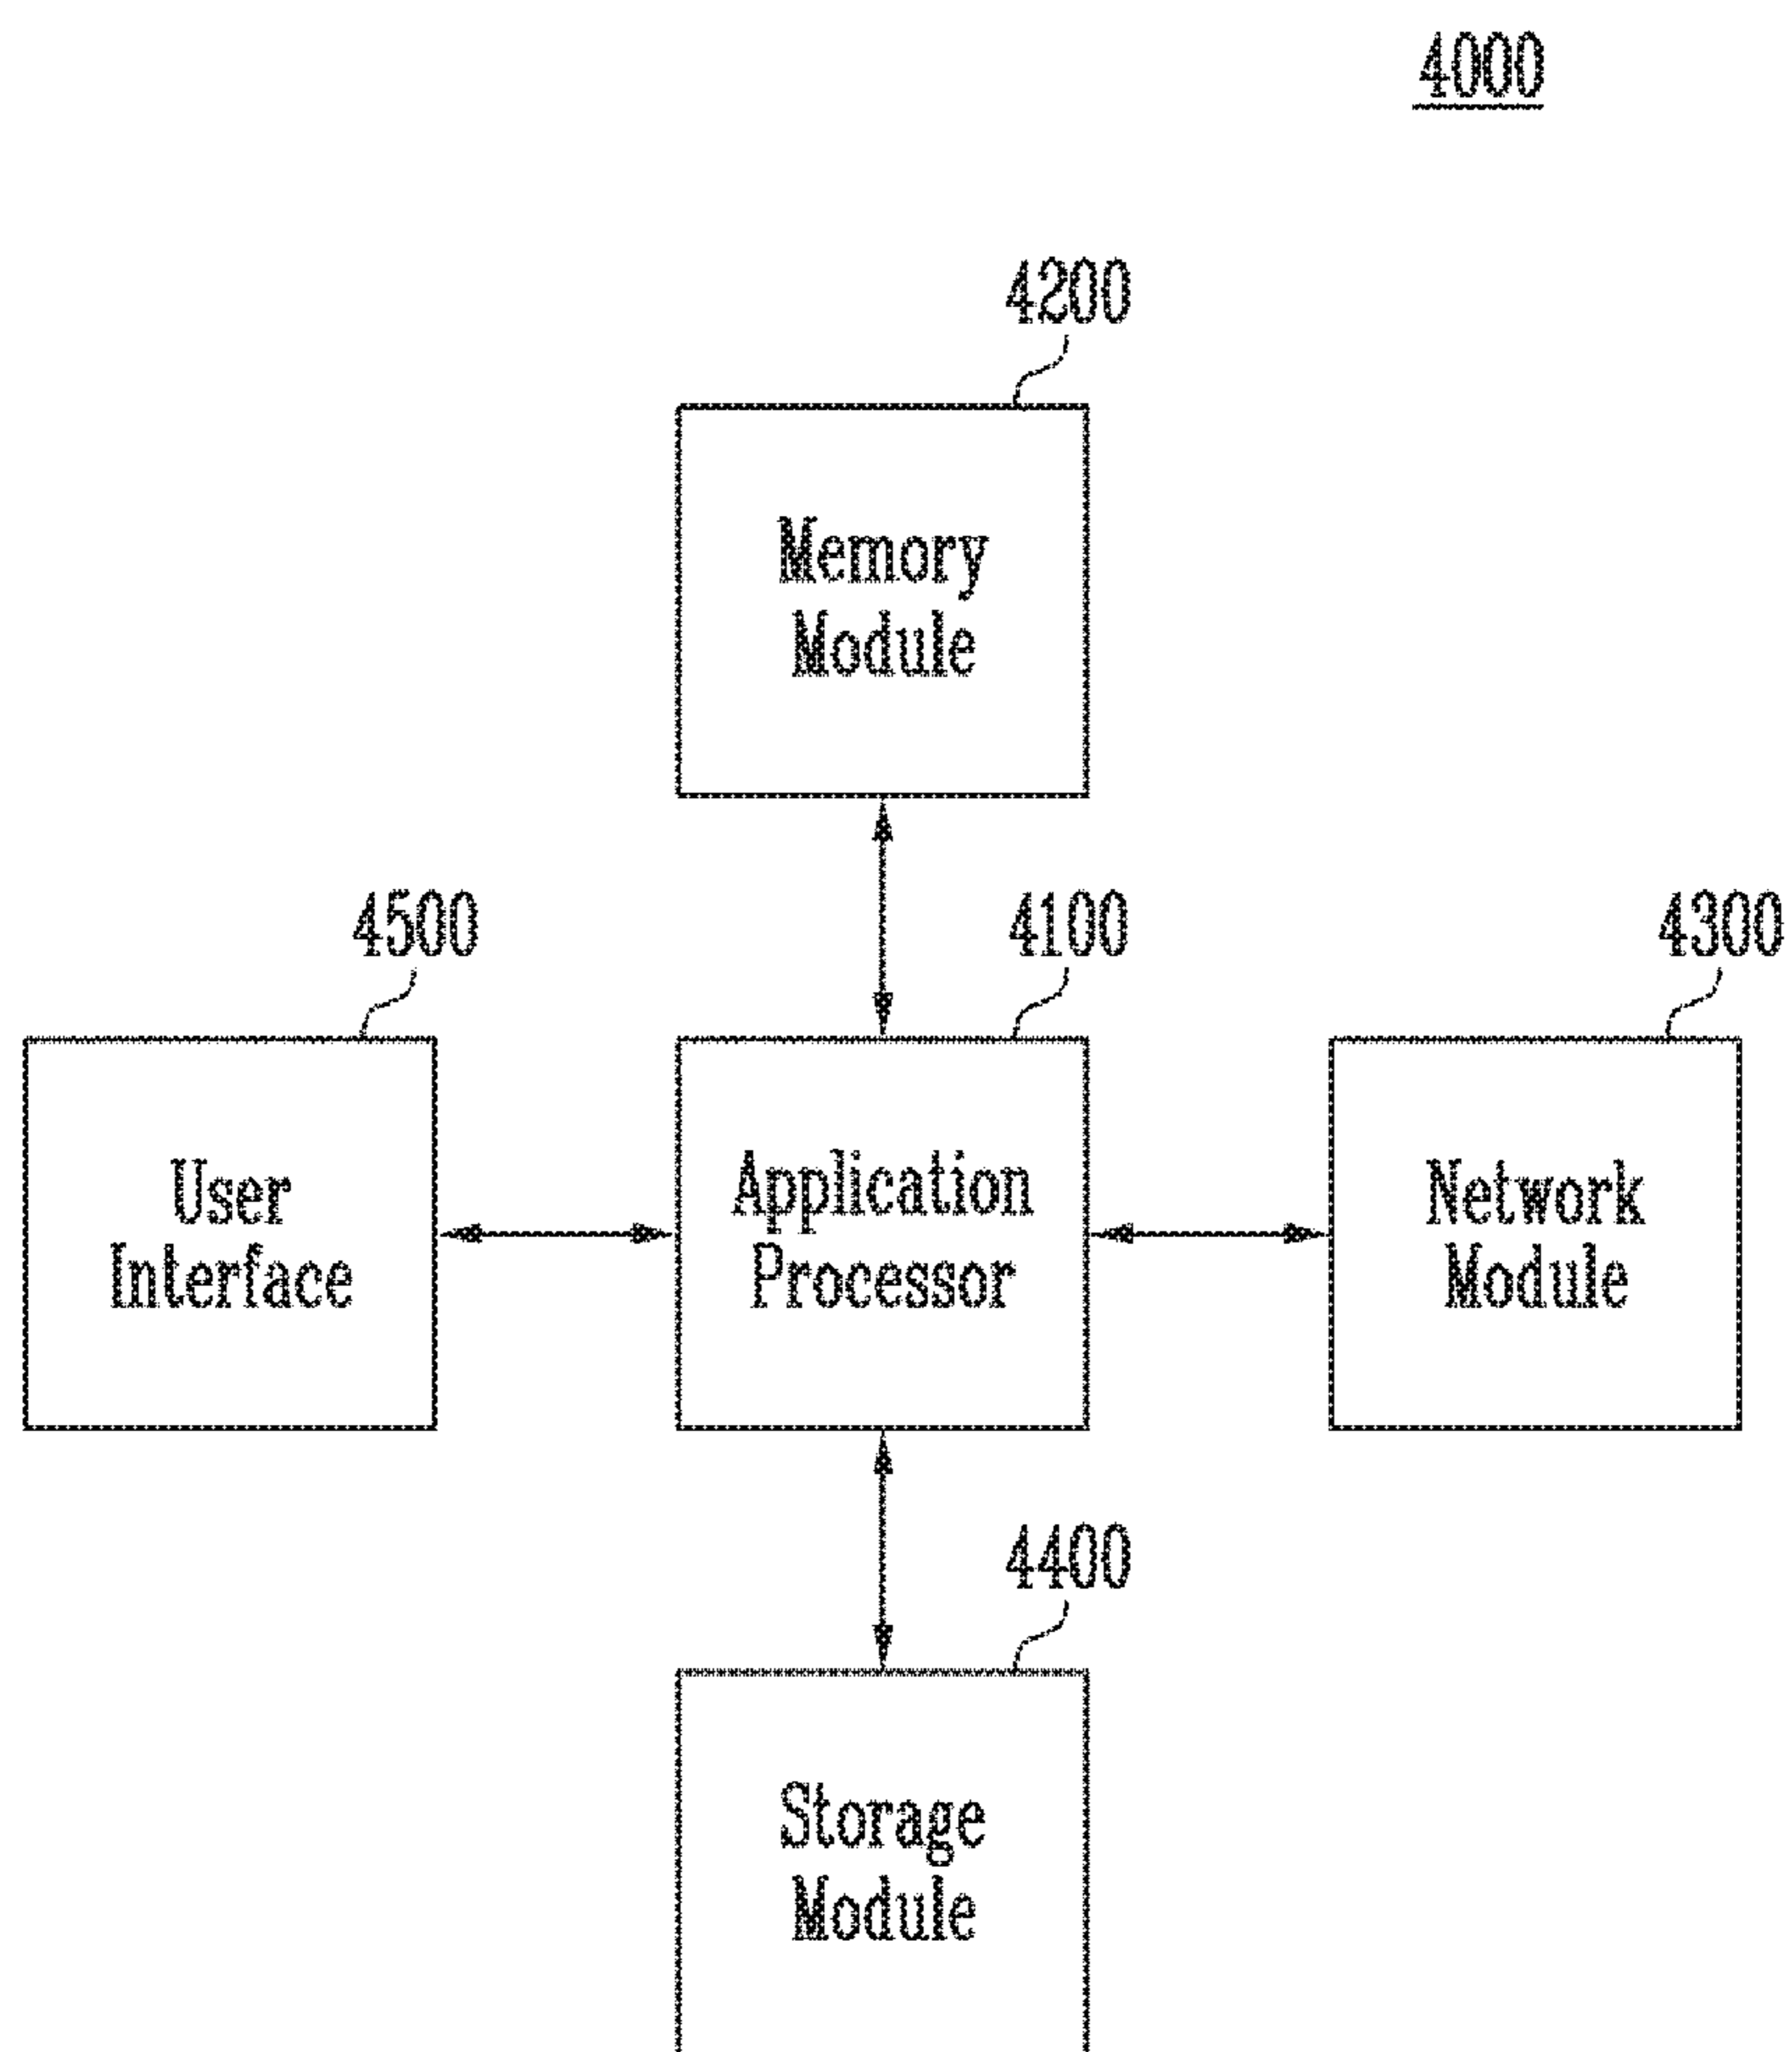 4000
4200
Memory
Module
4500
4100
4300
User
Interface
Application
Processor
Network
Module
4400
Storage
Module